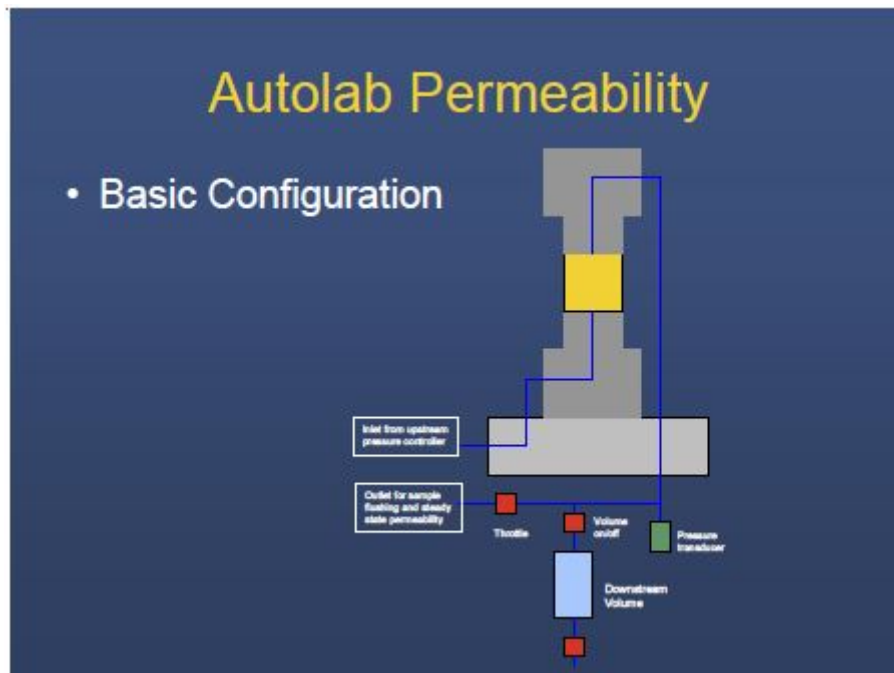 Autolab Permeability
• Basic Configuration
Inlet from upstream
pressure controller
Outlet for sample
flushing and steady
state permeability
Throttle
Volume
on/off
Pressure
transducer
Downstream
Volume